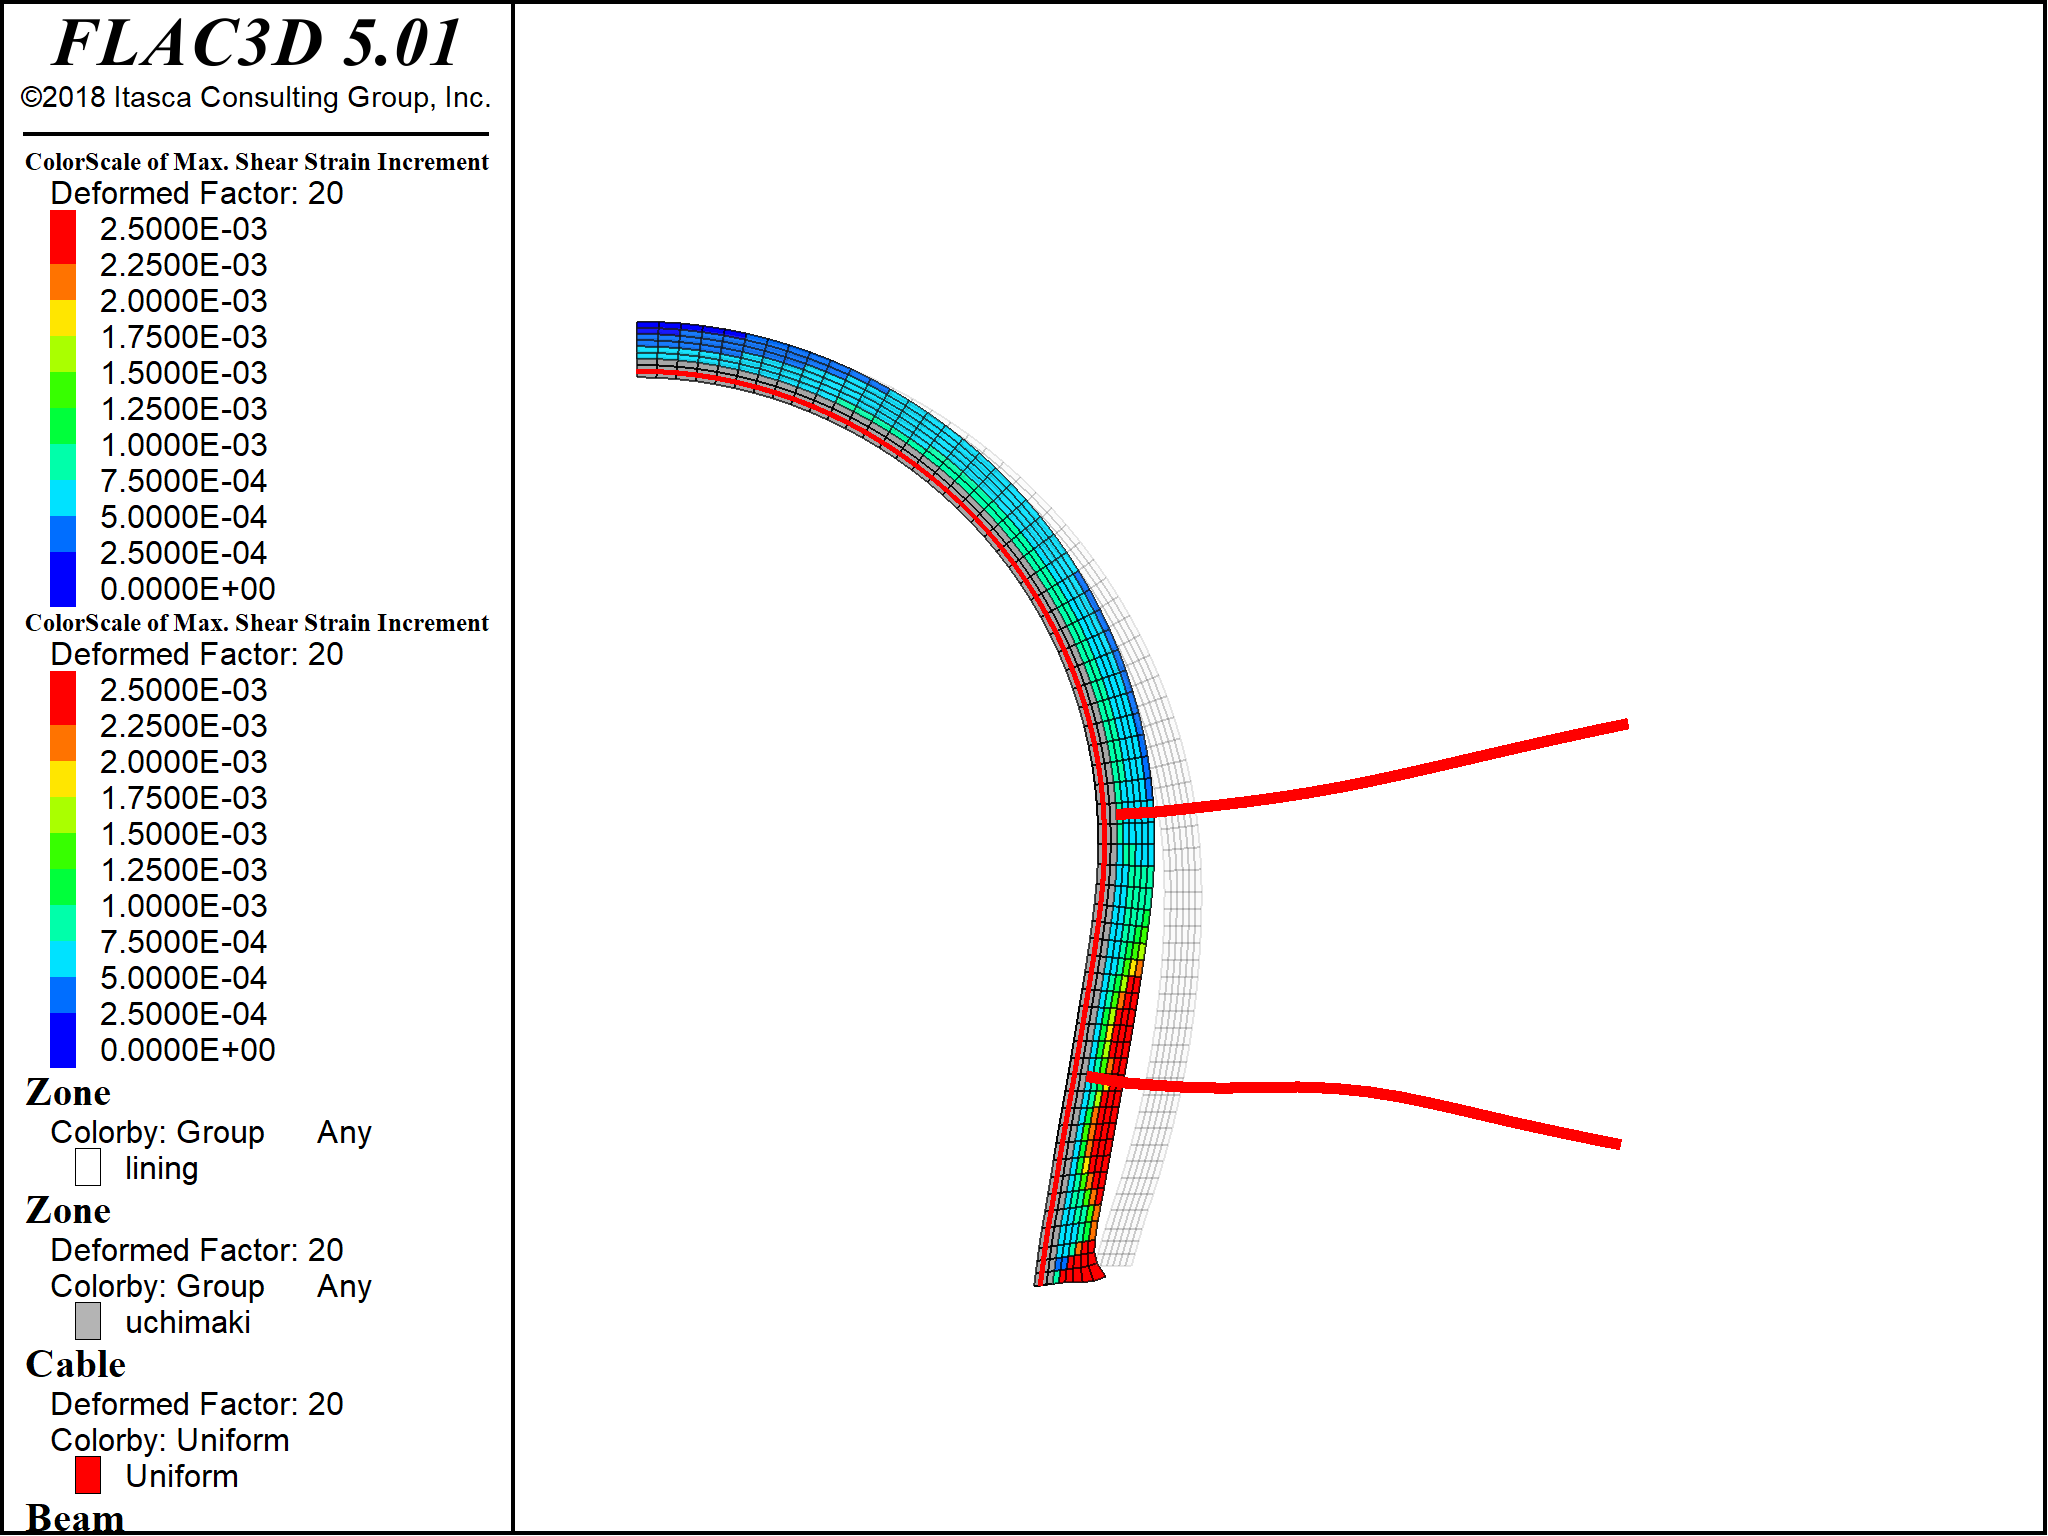 FLAC3D 5.01
©2018 Itasca Consulting Group, Inc.
ColorScale of Max. Shear Strain Increment
Deformed Factor: 20
2.5000E-03
2.2500E-03
2.0000E-03
1.7500E-03
1.5000E-03
1.2500E-03
1.0000E-03
7.5000E-04
5.0000E-04
2.5000E-04
0.0000E+00
ColorScale of Max. Shear Strain Increment
Deformed Factor: 20
2.5000E-03
2.2500E-03
2.0000E-03
1.7500E-03
1.5000E-03
1.2500E-03
1.0000E-03
7.5000E-04
5.0000E-04
2.5000E-04
0.0000E+00
Zone
Colorby: Group Any
lining
Zone
Deformed Factor: 20
Colorby: Group Any
uchimaki
Cable
Deformed Factor: 20
Colorby: Uniform
Uniform
Beam